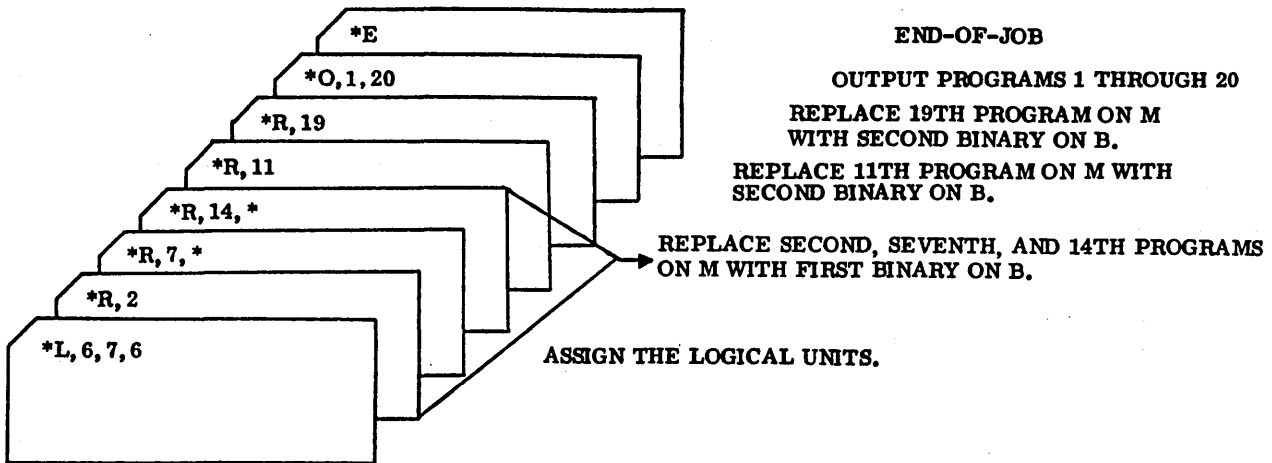 *E
END-OF-JOB
*O, 1, 20
OUTPUT PROGRAMS 1 THROUGH 20
*R, 19
REPLACE 19TH PROGRAM ON M
WITH SECOND BINARY ON B.
*R, 11
REPLACE 11TH PROGRAM ON M WITH
SECOND BINARY ON B.
*R, 14, *
*R, 7, *
REPLACE SECOND, SEVENTH, AND 14TH PROGRAMS
ON M WITH FIRST BINARY ON B.
*R, 2
*L, 6, 7, 6
ASSIGN THE LOGICAL UNITS.